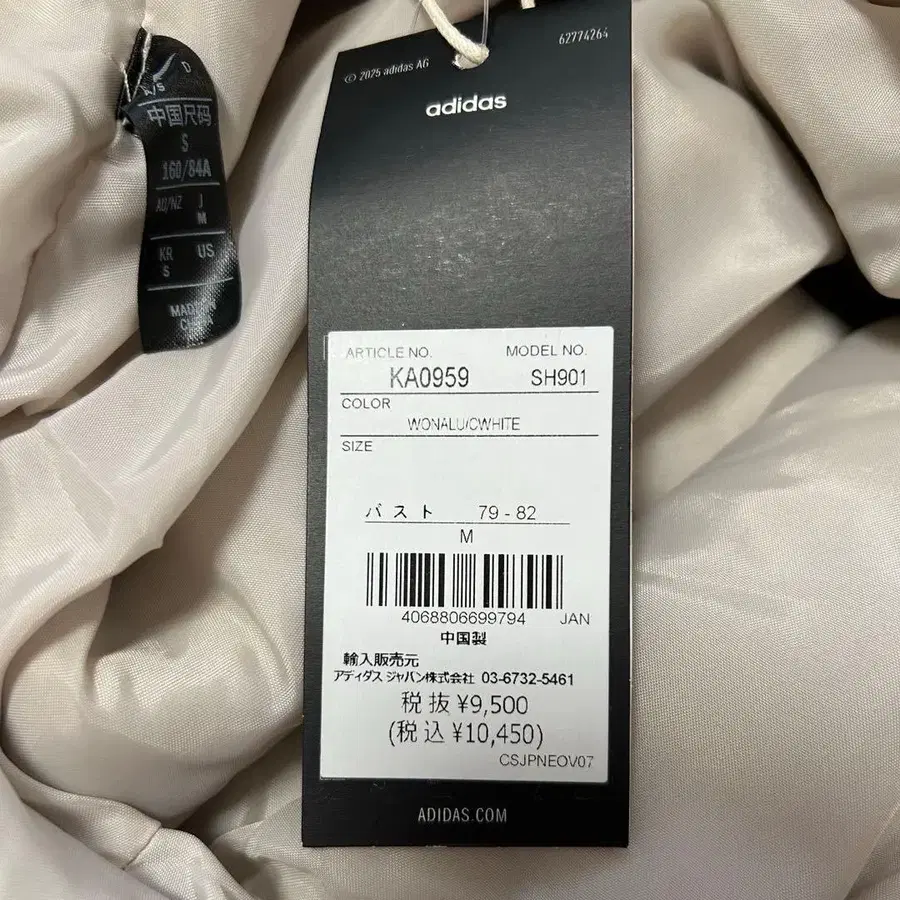 D
A/S
中国尺码
S
160/84A
AU/NZ J
M
KR US
S
© 2025 adidas AG
62774264
adidas
ARTICLE NO. MODEL NO.
KA0959 SH901
COLOR
WONALU/CWHITE
SIZE
バスト 79 - 82
M
4068806699794 JAN
中国製
輸入販売元
アディダス ジャパン株式会社 03-6732-5461
税抜 ¥9,500
(税込 ¥10,450)
CSJPNEOV07
ADIDAS.COM